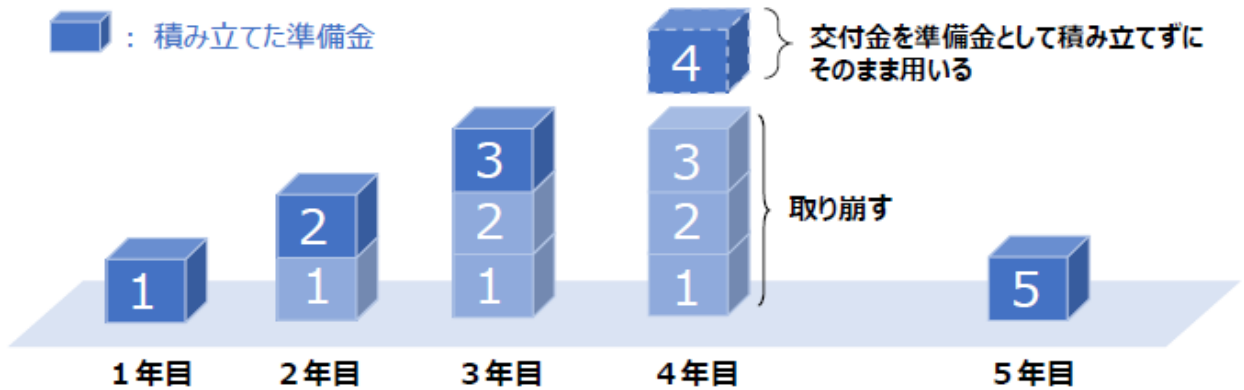 ：積み立てた準備金
交付金を準備金として積み立てずに
そのまま用いる
4
3
3
2
2
2
取り崩す
1
1
1
1
5
１年目
２年目
３年目
４年目
５年目